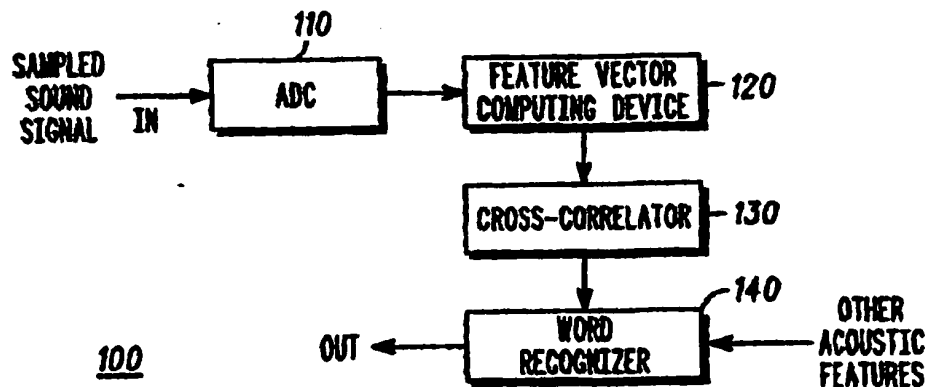 110
SAMPLED
SOUND
SIGNAL
IN
ADC
FEATURE VECTOR
COMPUTING DEVICE
120
CROSS-CORRELATOR
130
140
WORD
RECOGNIZER
OUT
OTHER
ACOUSTIC
FEATURES
100